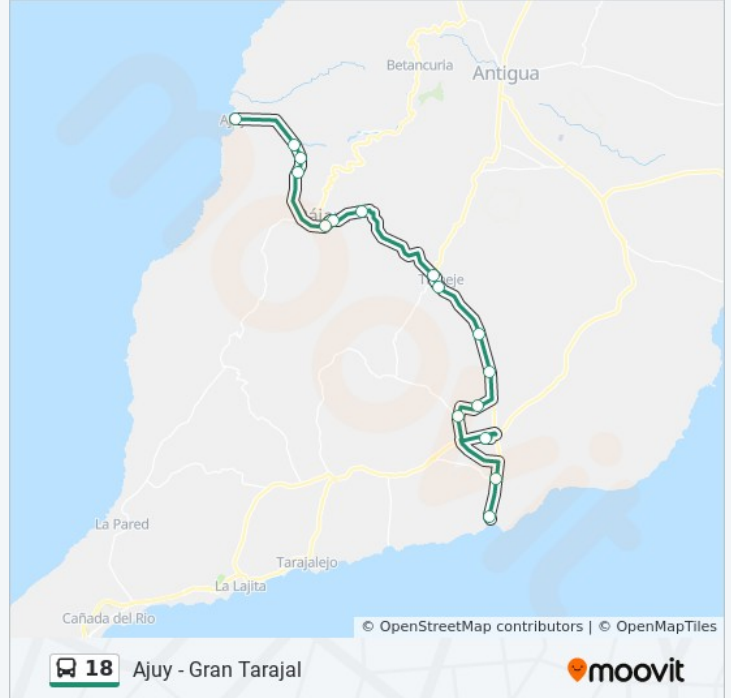 Betancuria
Antigua
La Pared
Tarajalejo
La Lajita
Cañada del Río
© OpenStreetMap contributors | © OpenMapTiles
18 Ajuy - Gran Tarajal
moovit